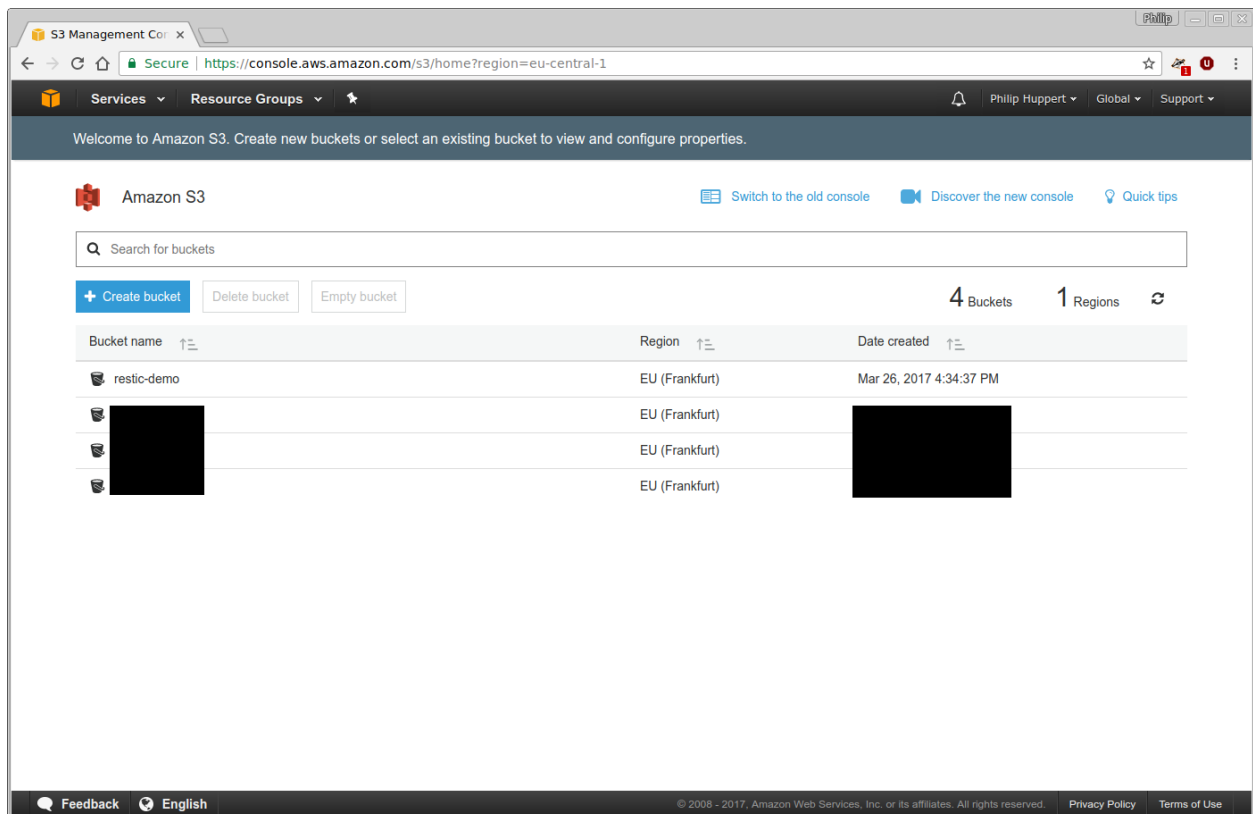 Philip
S3 Management Con
Secure | https://console.aws.amazon.com/s3/home?region=eu-central-1
1
Services Resource Groups Philip Huppert Global Support
Welcome to Amazon S3. Create new buckets or select an existing bucket to view and configure properties.
Amazon S3 Switch to the old console Discover the new console Quick tips
Search for buckets
+ Create bucket Delete bucket Empty bucket 4 Buckets 1 Regions
Bucket name Region Date created
restic-demo EU (Frankfurt) Mar 26, 2017 4:34:37 PM
EU (Frankfurt)
EU (Frankfurt)
EU (Frankfurt)
Feedback English © 2008 - 2017, Amazon Web Services, Inc. or its affiliates. All rights reserved. Privacy Policy Terms of Use